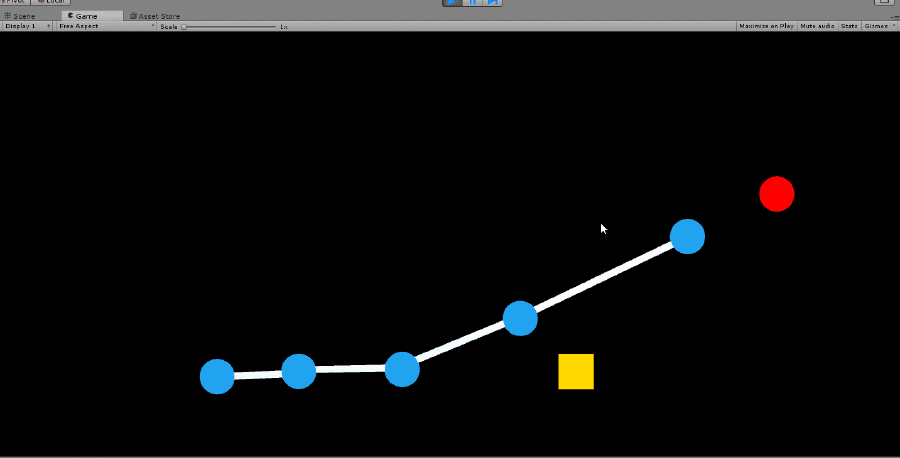 Pivot Local
Scene Game Asset Store
Display 1 Free Aspect Scale 1x Maximize on Play Mute audio Stats Gizmos